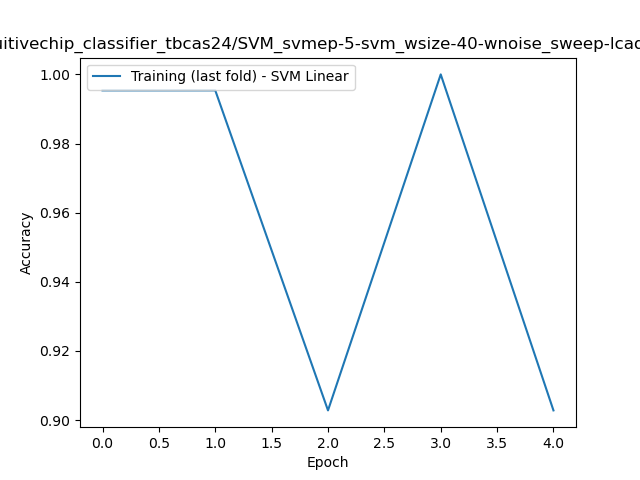 uitivechip_classifier_tbcas24/SVM_svmep-5-svm_wsize-40-wnoise_sweep-lcad
Training (last fold) - SVM Linear
1.00
0.98
0.96
0.94
0.92
0.90
Accuracy
0.0 0.5 1.0 1.5 2.0 2.5 3.0 3.5 4.0
Epoch